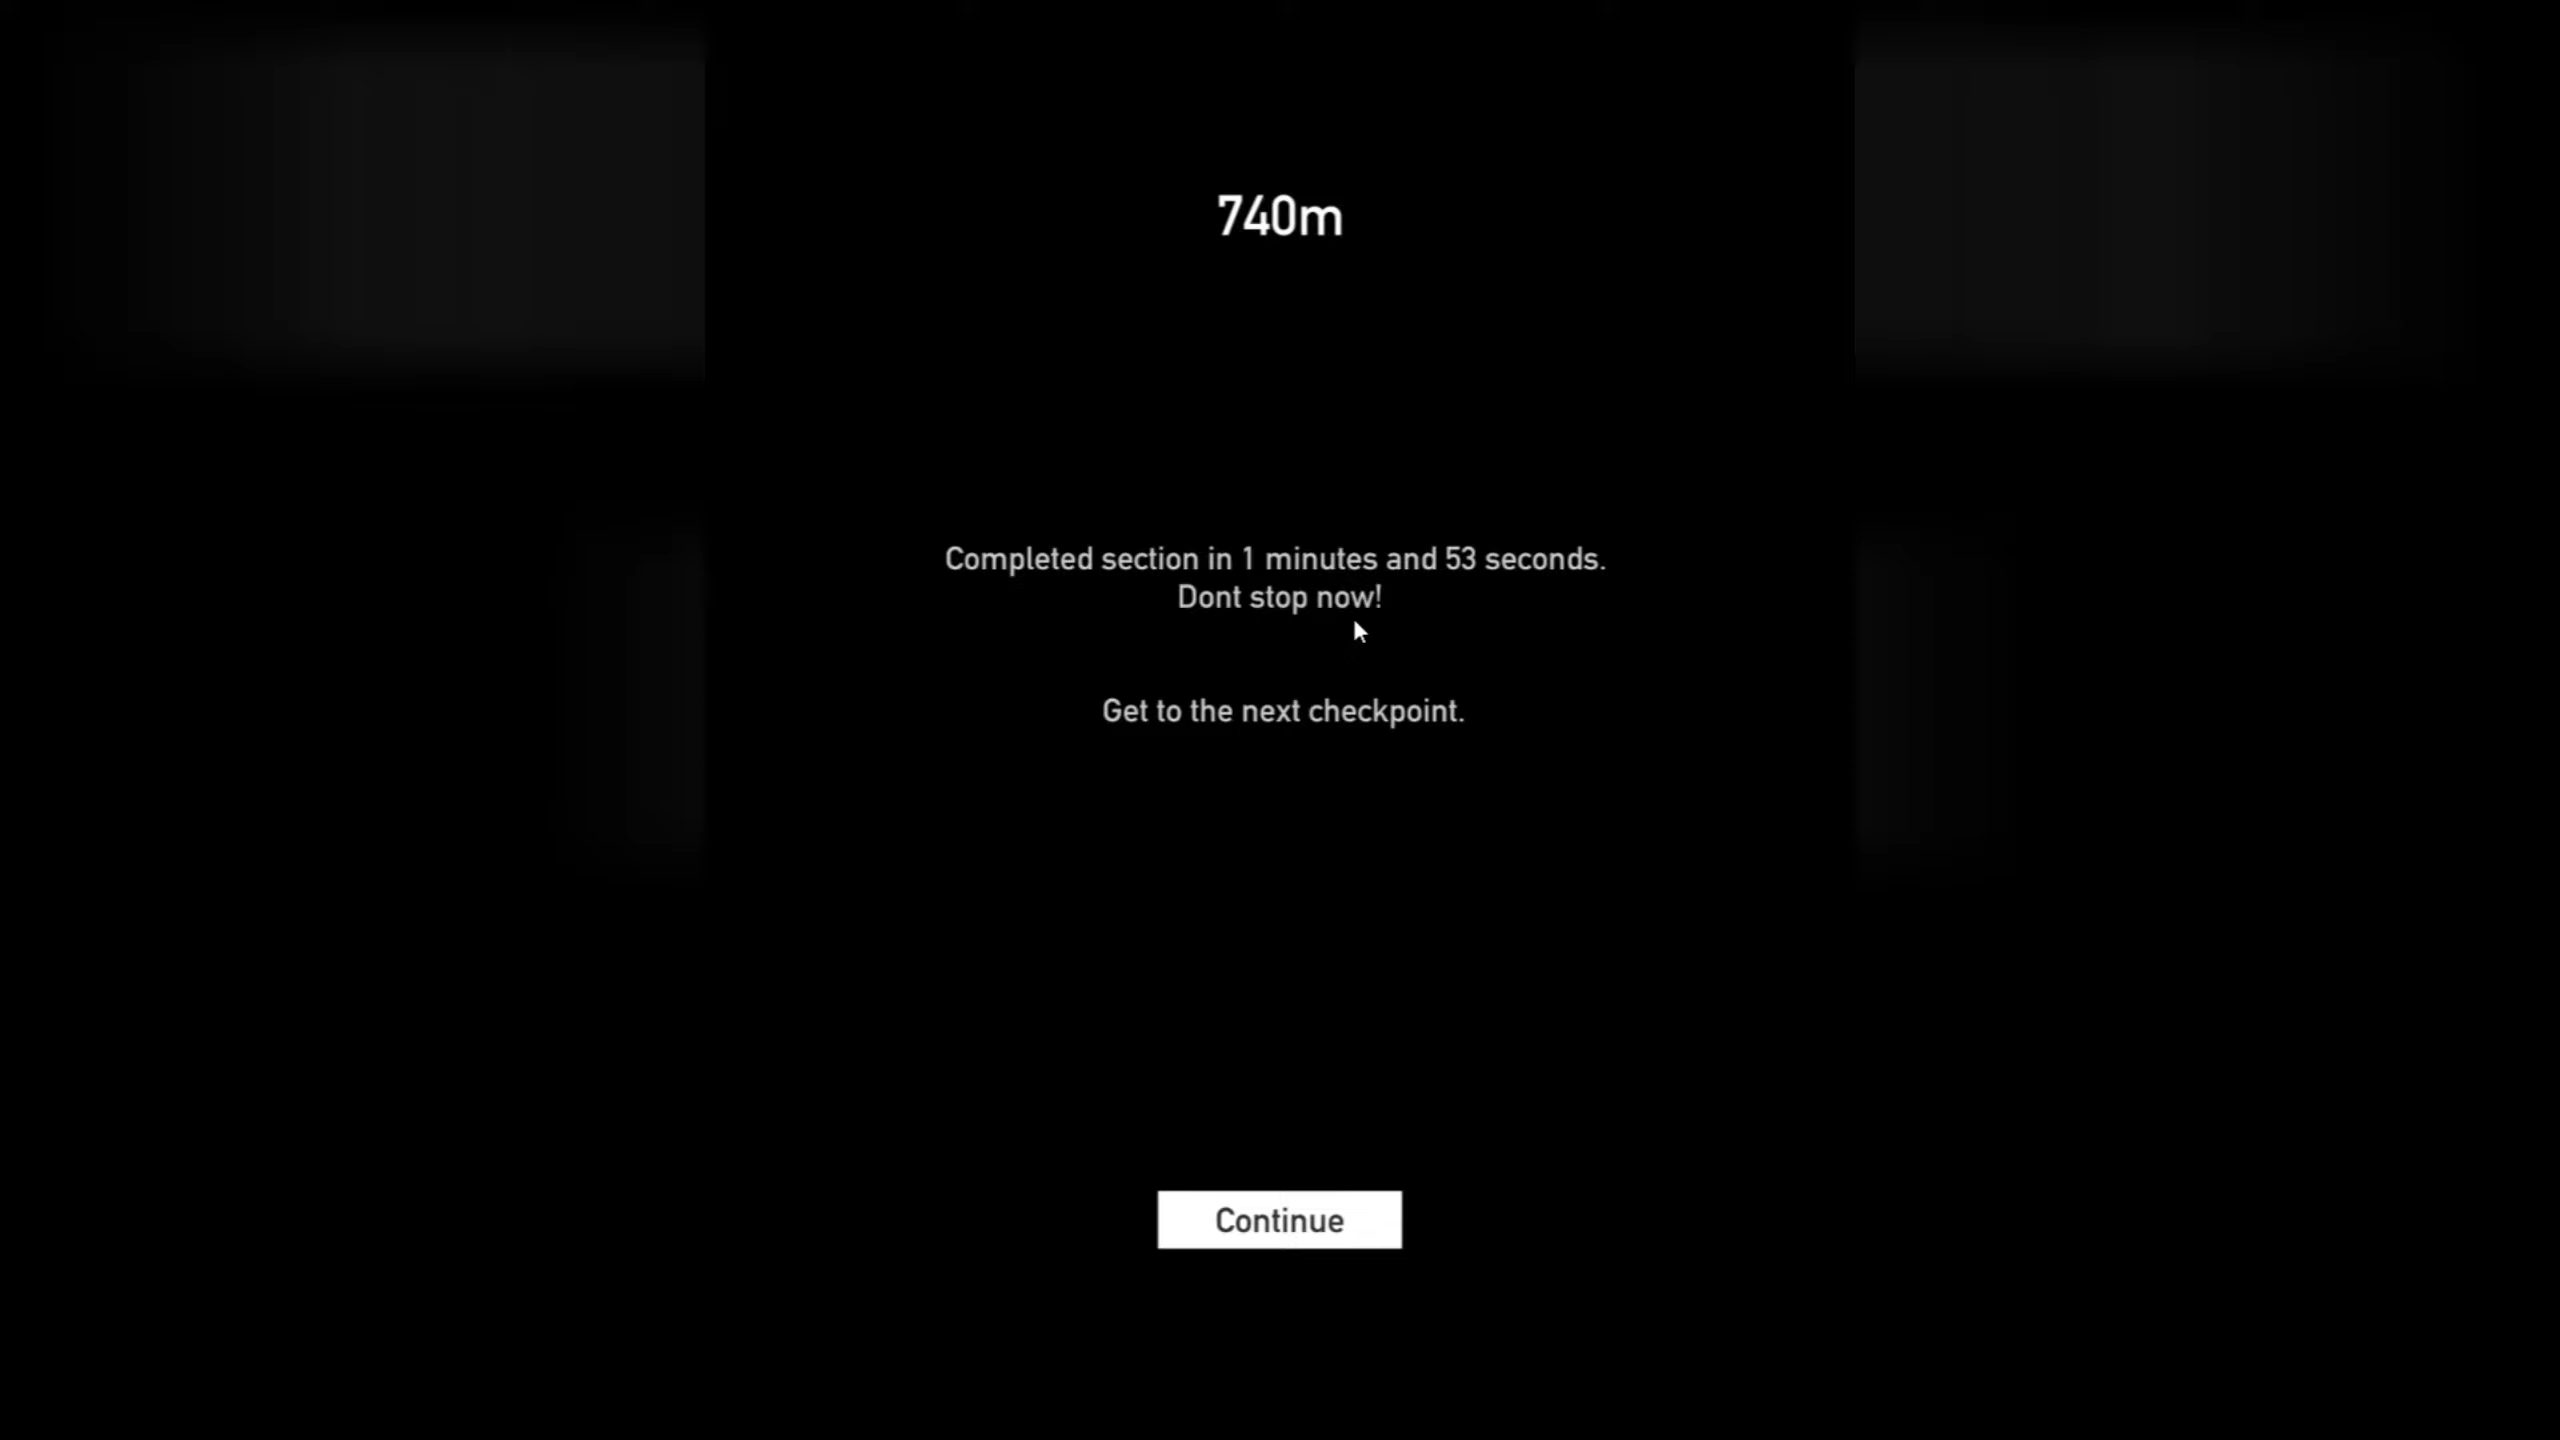 740m
Completed section in 1 minutes and 53 seconds.
Dont stop now!
Get to the next checkpoint.
Continue